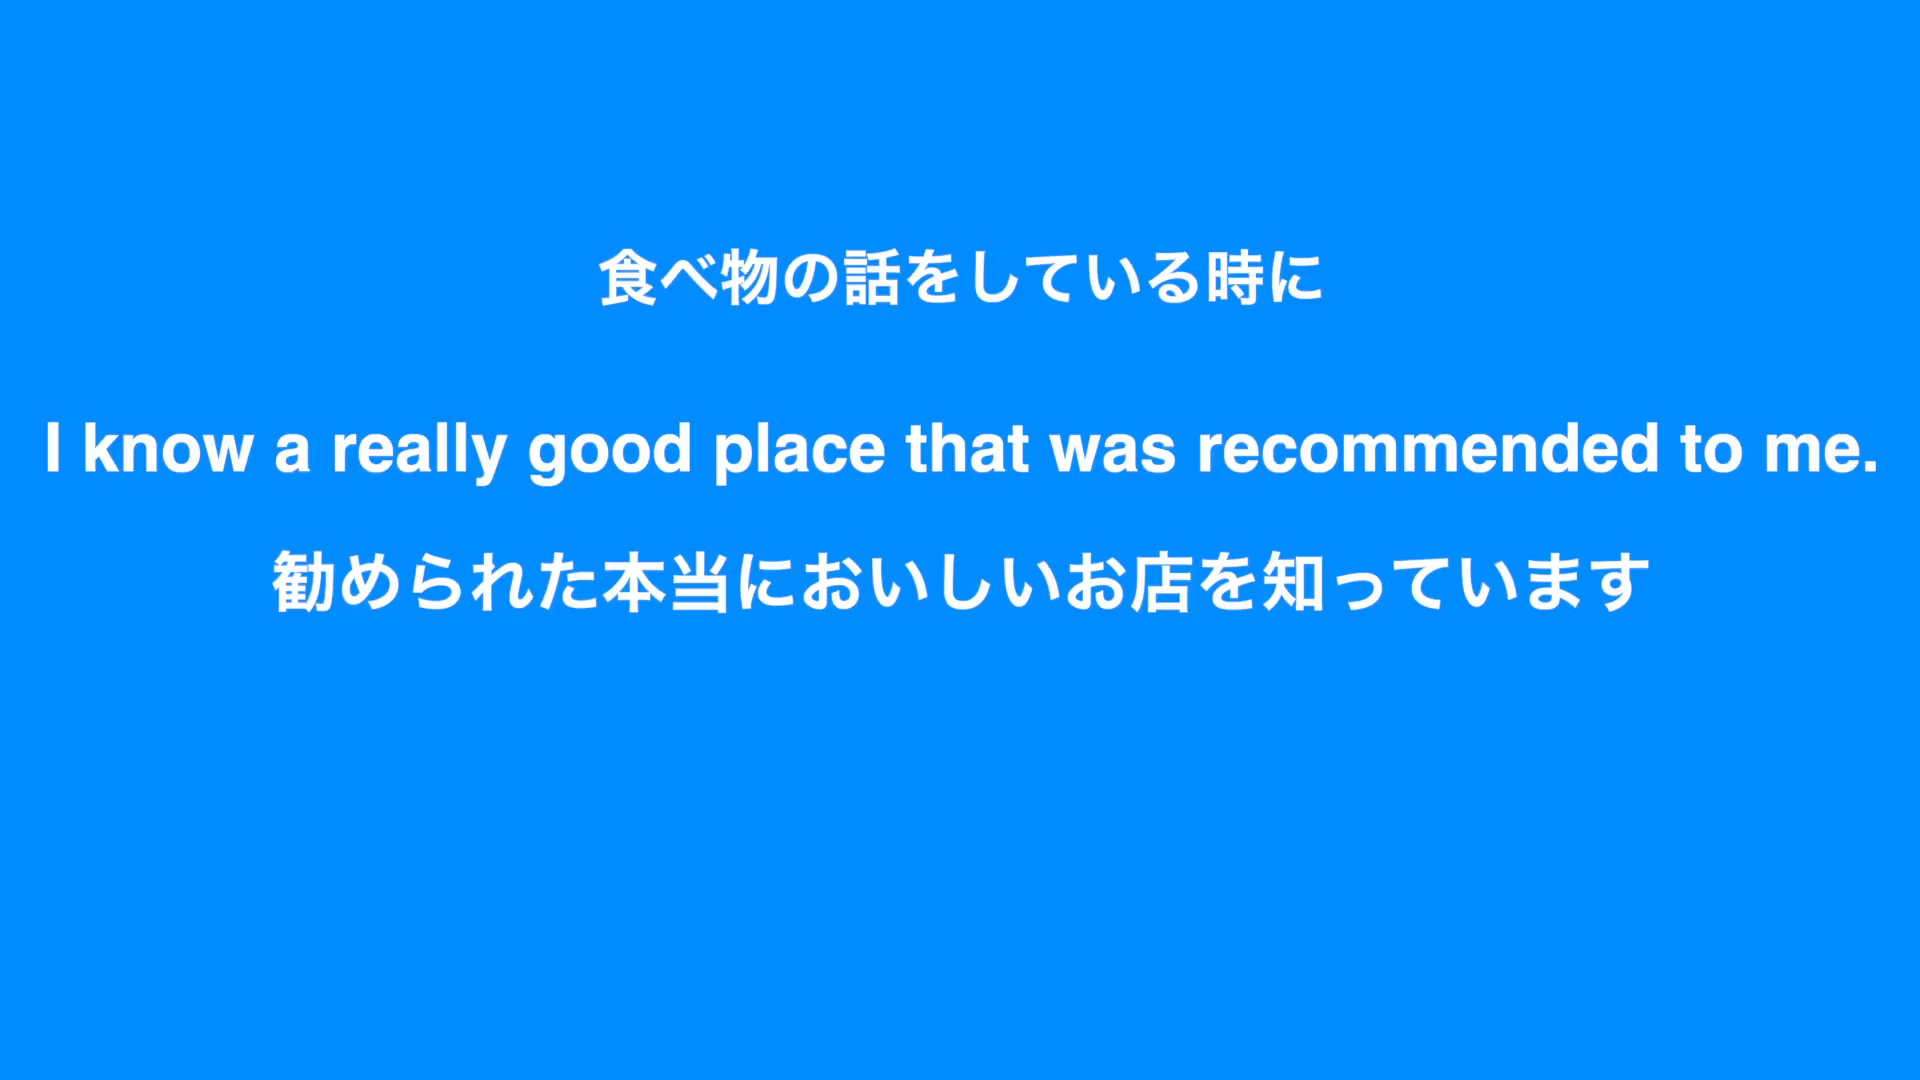 食べ物の話をしている時に
I know a really good place that was recommended to me.
勧められた本当においしいお店を知っています